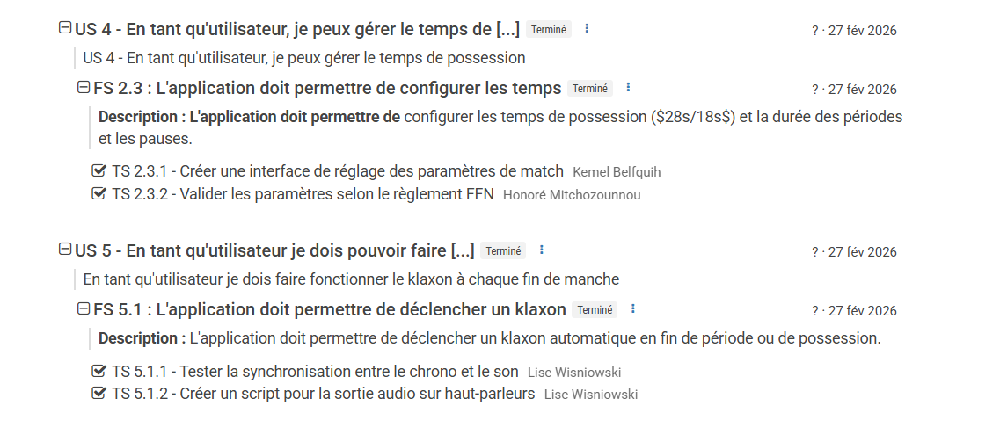 US 4 - En tant qu'utilisateur, je peux gérer le temps de [...] Terminé ? · 27 fév 2026
US 4 - En tant qu'utilisateur, je peux gérer le temps de possession
FS 2.3 : L'application doit permettre de configurer les temps Terminé ? · 27 fév 2026
Description : L'application doit permettre de configurer les temps de possession ($28s/18s$) et la durée des périodes
et les pauses.
TS 2.3.1 - Créer une interface de réglage des paramètres de match Kemel Belfquih
TS 2.3.2 - Valider les paramètres selon le règlement FFN Honoré Mitchozounnou
US 5 - En tant qu'utilisateur je dois pouvoir faire [...] Terminé ? · 27 fév 2026
En tant qu'utilisateur je dois faire fonctionner le klaxon à chaque fin de manche
FS 5.1 : L'application doit permettre de déclencher un klaxon Terminé ? · 27 fév 2026
Description : L'application doit permettre de déclencher un klaxon automatique en fin de période ou de possession.
TS 5.1.1 - Tester la synchronisation entre le chrono et le son Lise Wisniowski
TS 5.1.2 - Créer un script pour la sortie audio sur haut-parleurs Lise Wisniowski